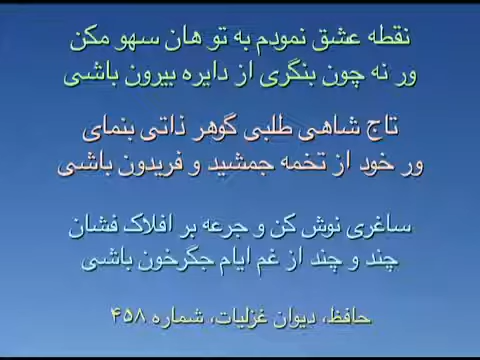 نقطه عشق نمودم به تو هان سهو مکن
ور نه چون بنگری از دایره بیرون باشی
تاج شاهی طلبی گوهر ذاتی بنمای
ور خود از تخمه جمشید و فریدون باشی
ساغری نوش کن و جرعه بر افلاک فشان
چند و چند از غم ایام جگرخون باشی
حافظ، دیوان غزلیات، شماره ۴۵۸